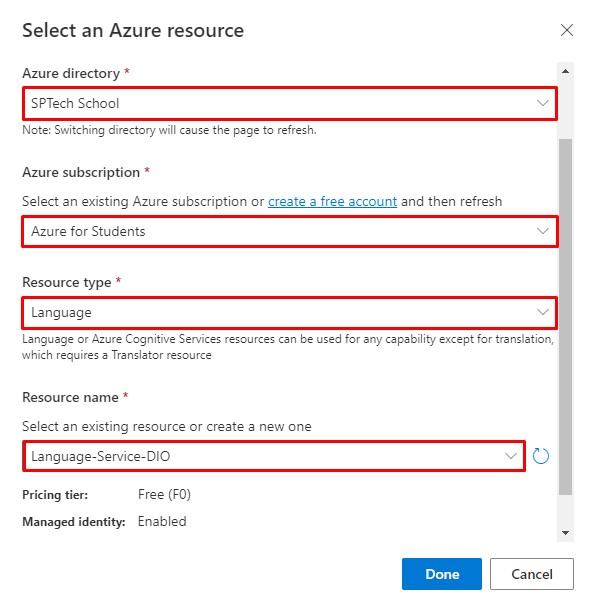 Select an Azure resource
Azure directory *
SPTech School
Note: Switching directory will cause the page to refresh.
Azure subscription *
Select an existing Azure subscription or create a free account and then refresh
Azure for Students
Resource type *
Language
Language or Azure Cognitive Services resources can be used for any capability except for translation,
which requires a Translator resource
Resource name *
Select an existing resource or create a new one
Language-Service-DIO
Pricing tier: Free (F0)
Managed identity: Enabled
Done Cancel